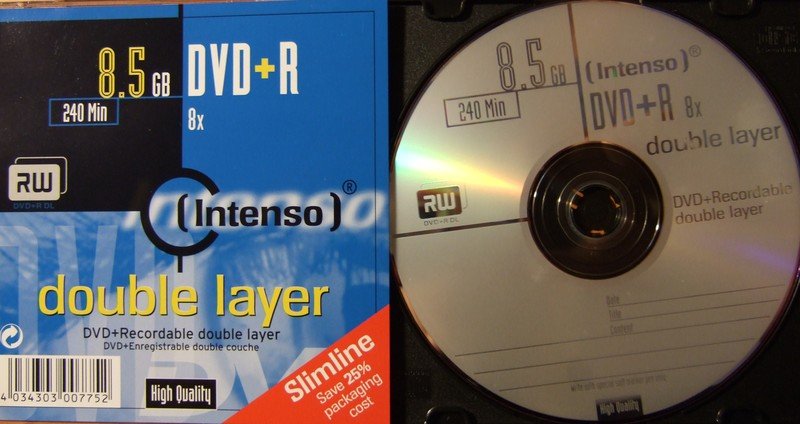 8.5 GB
DVD+R
240 Min
8x
RW
DVD+R DL
(Intenso)®
double layer
DVD+Recordable double layer
DVD+Enregistrable double couche
Slimline
Save 25%
packaging
cost
High Quality
4 034303 007752
8.5 GB
(Intenso)®
240 Min
DVD+R 8x
double layer
RW
DVD+R DL
DVD+Recordable
double layer
Date
Title
Content
High Quality